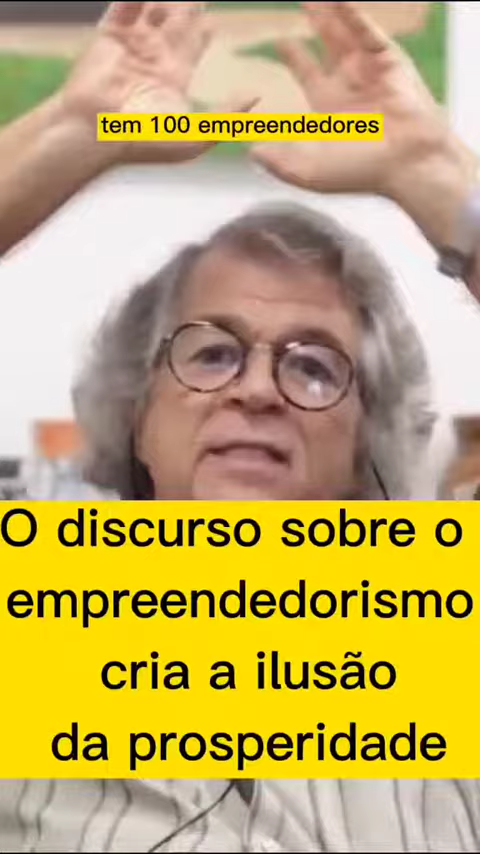 tem 100 empreendedores
O discurso sobre o
empreendedorismo
cria a ilusão
da prosperidade